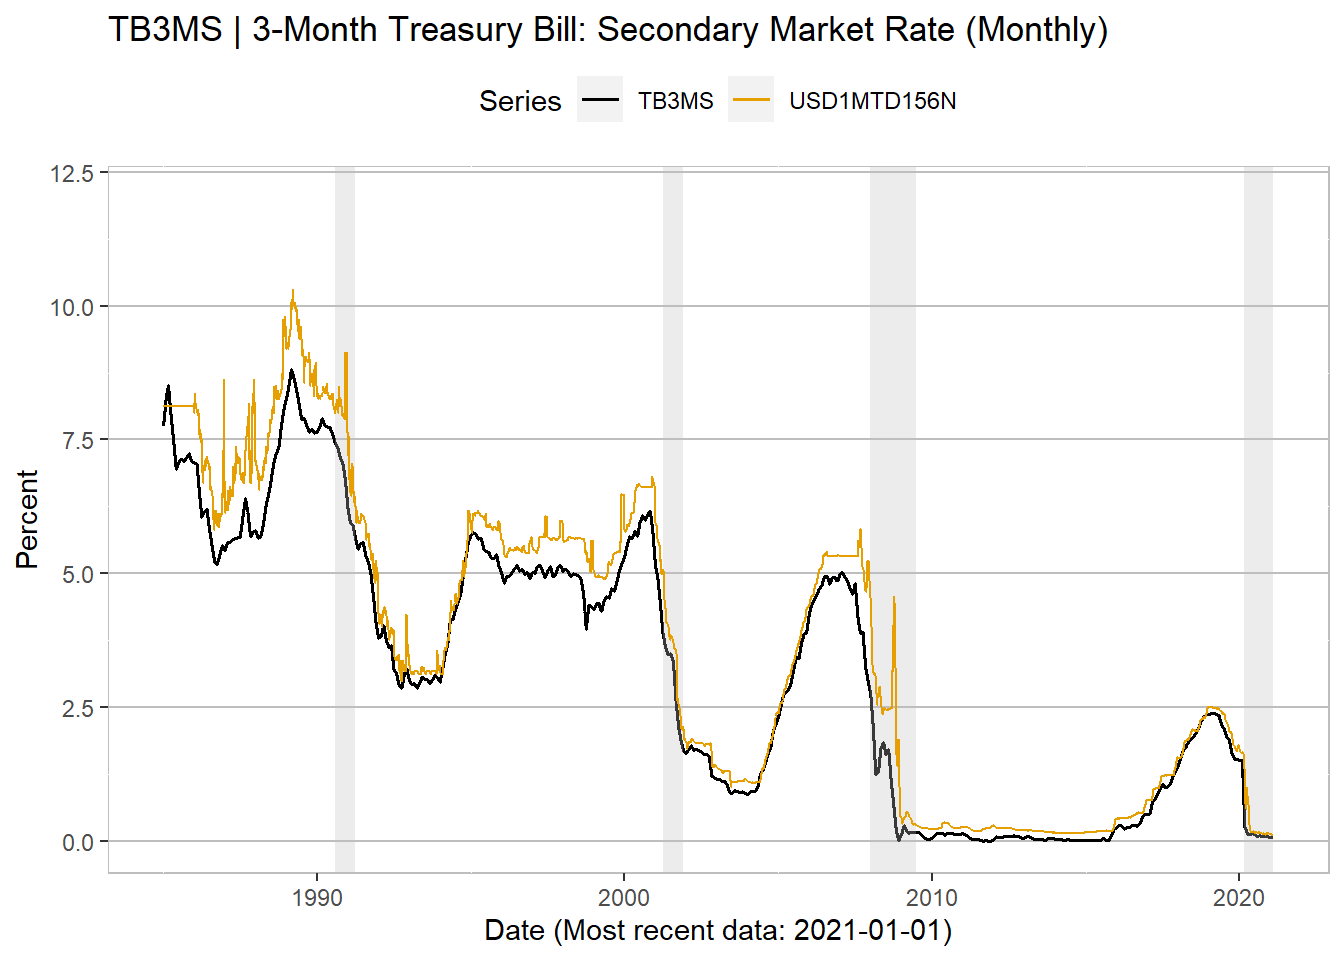 TB3MS | 3-Month Treasury Bill: Secondary Market Rate (Monthly)
Series TB3MS USD1MTD156N
12.5
10.0
7.5
5.0
2.5
0.0
Percent
1990 2000 2010 2020
Date (Most recent data: 2021-01-01)